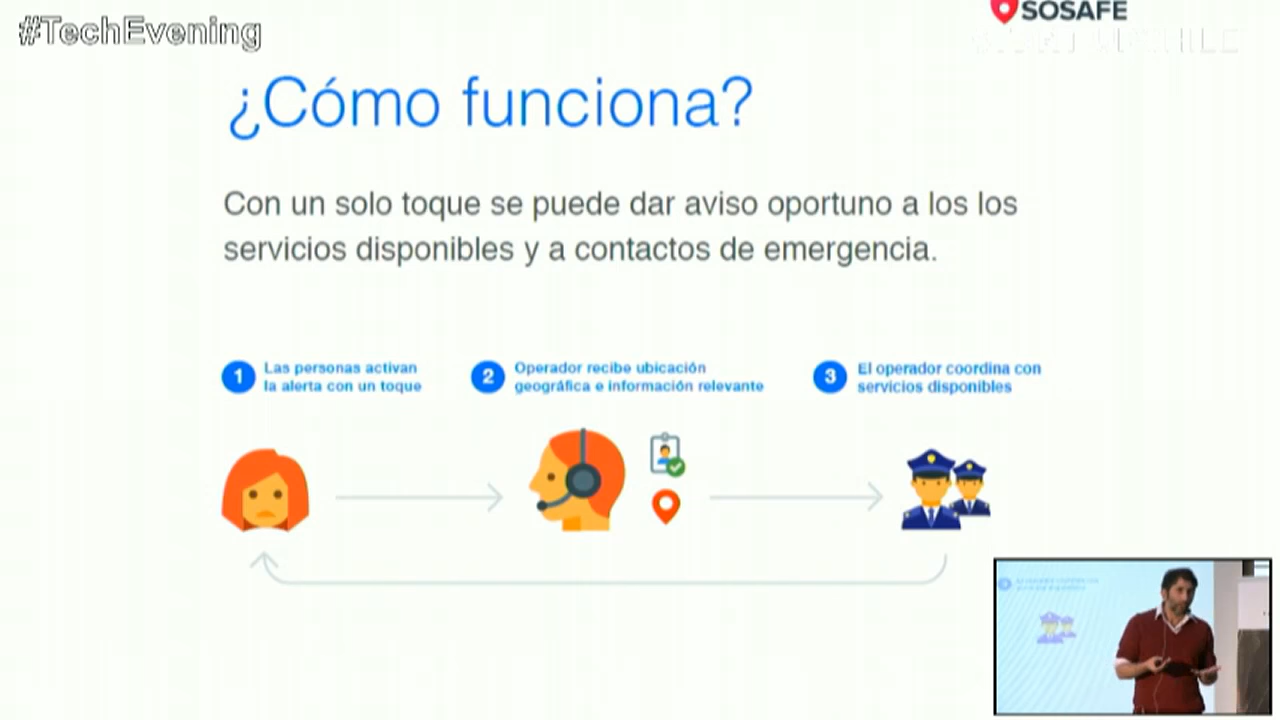 #TechEvening
SOSAFE
¿Cómo funciona?
Con un solo toque se puede dar aviso oportuno a los los
servicios disponibles y a contactos de emergencia.
1 Las personas activan
la alerta con un toque
2 Operador recibe ubicación
geográfica e información relevante
3 El operador coordina con
servicios disponibles